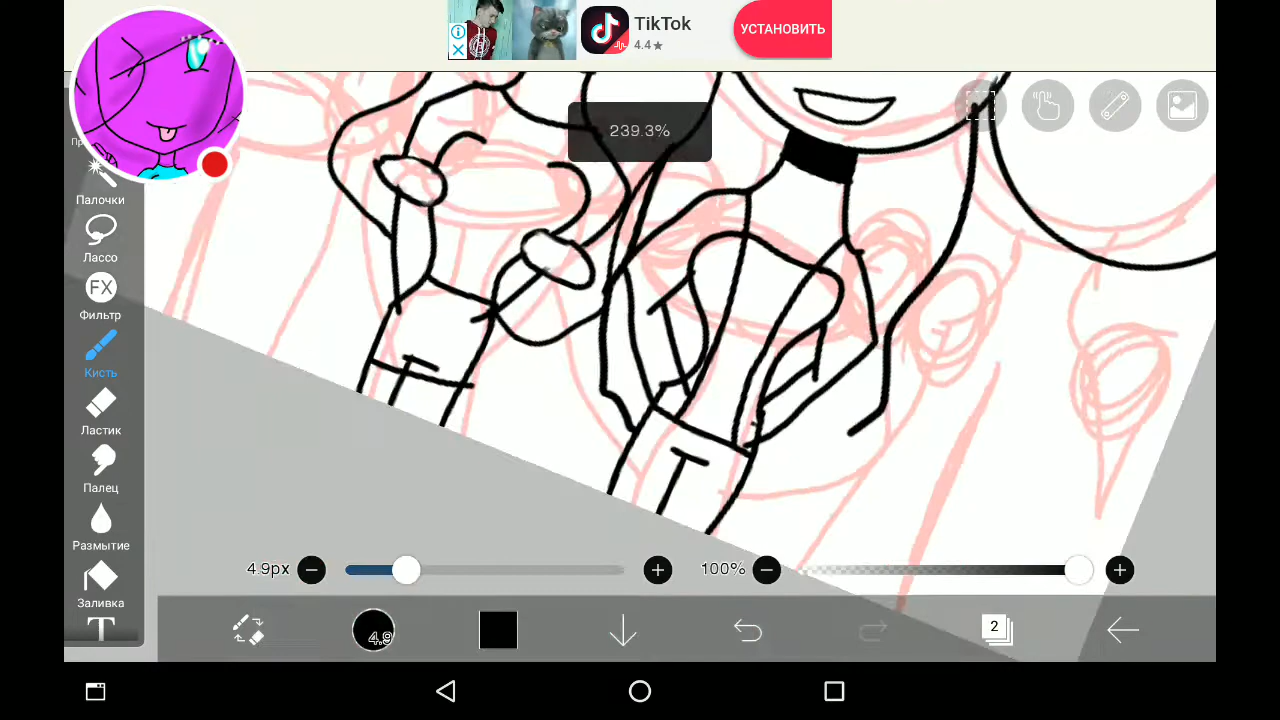 TikTok
4.4★
УСТАНОВИТЬ
239.3%
Палочки
Лассо
FX
Фильтр
Кисть
Ластик
Палец
Размытие
Заливка
T
4.9px
100%
4.9
2